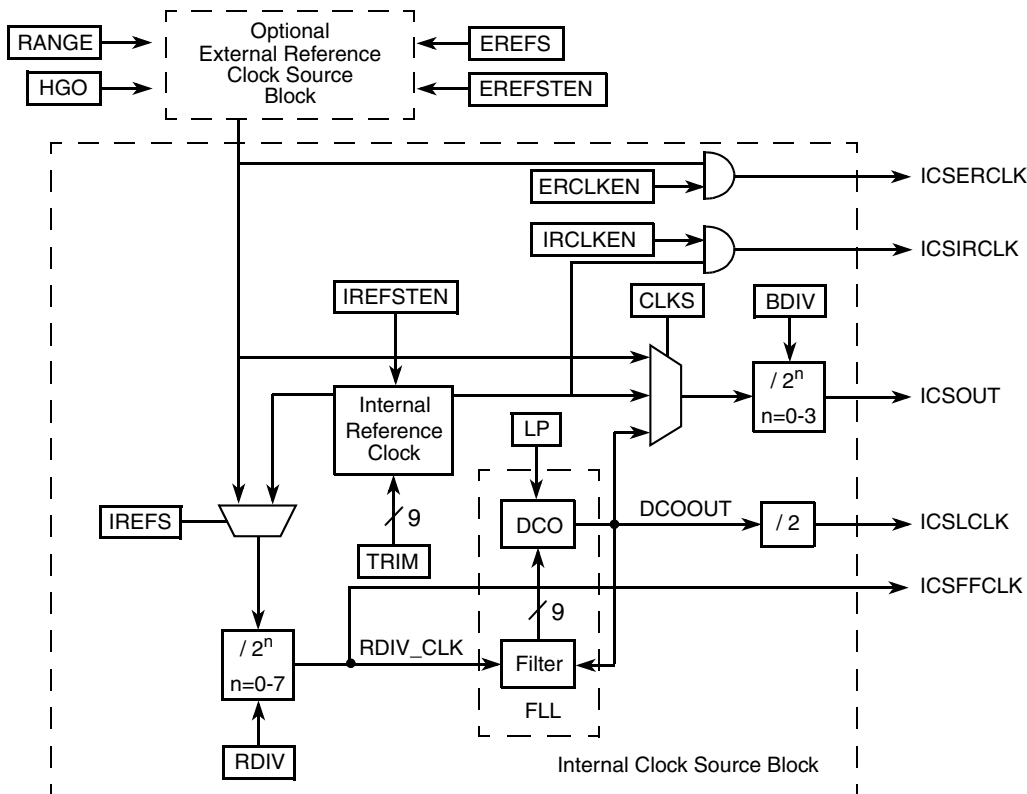 RANGE
HGO
Optional
External Reference
Clock Source
Block
EREFS
EREFSTEN
ERCLKEN
ICSERCLK
IRCLKEN
ICSIRCLK
IREFSTEN
CLKS
BDIV
Internal
Reference
Clock
/ 2n
n=0-3
ICSOUT
LP
IREFS
9
TRIM
DCO
DCOOUT
/ 2
ICSLCLK
ICSFFCLK
9
/ 2n
n=0-7
RDIV_CLK
Filter
FLL
RDIV
Internal Clock Source Block